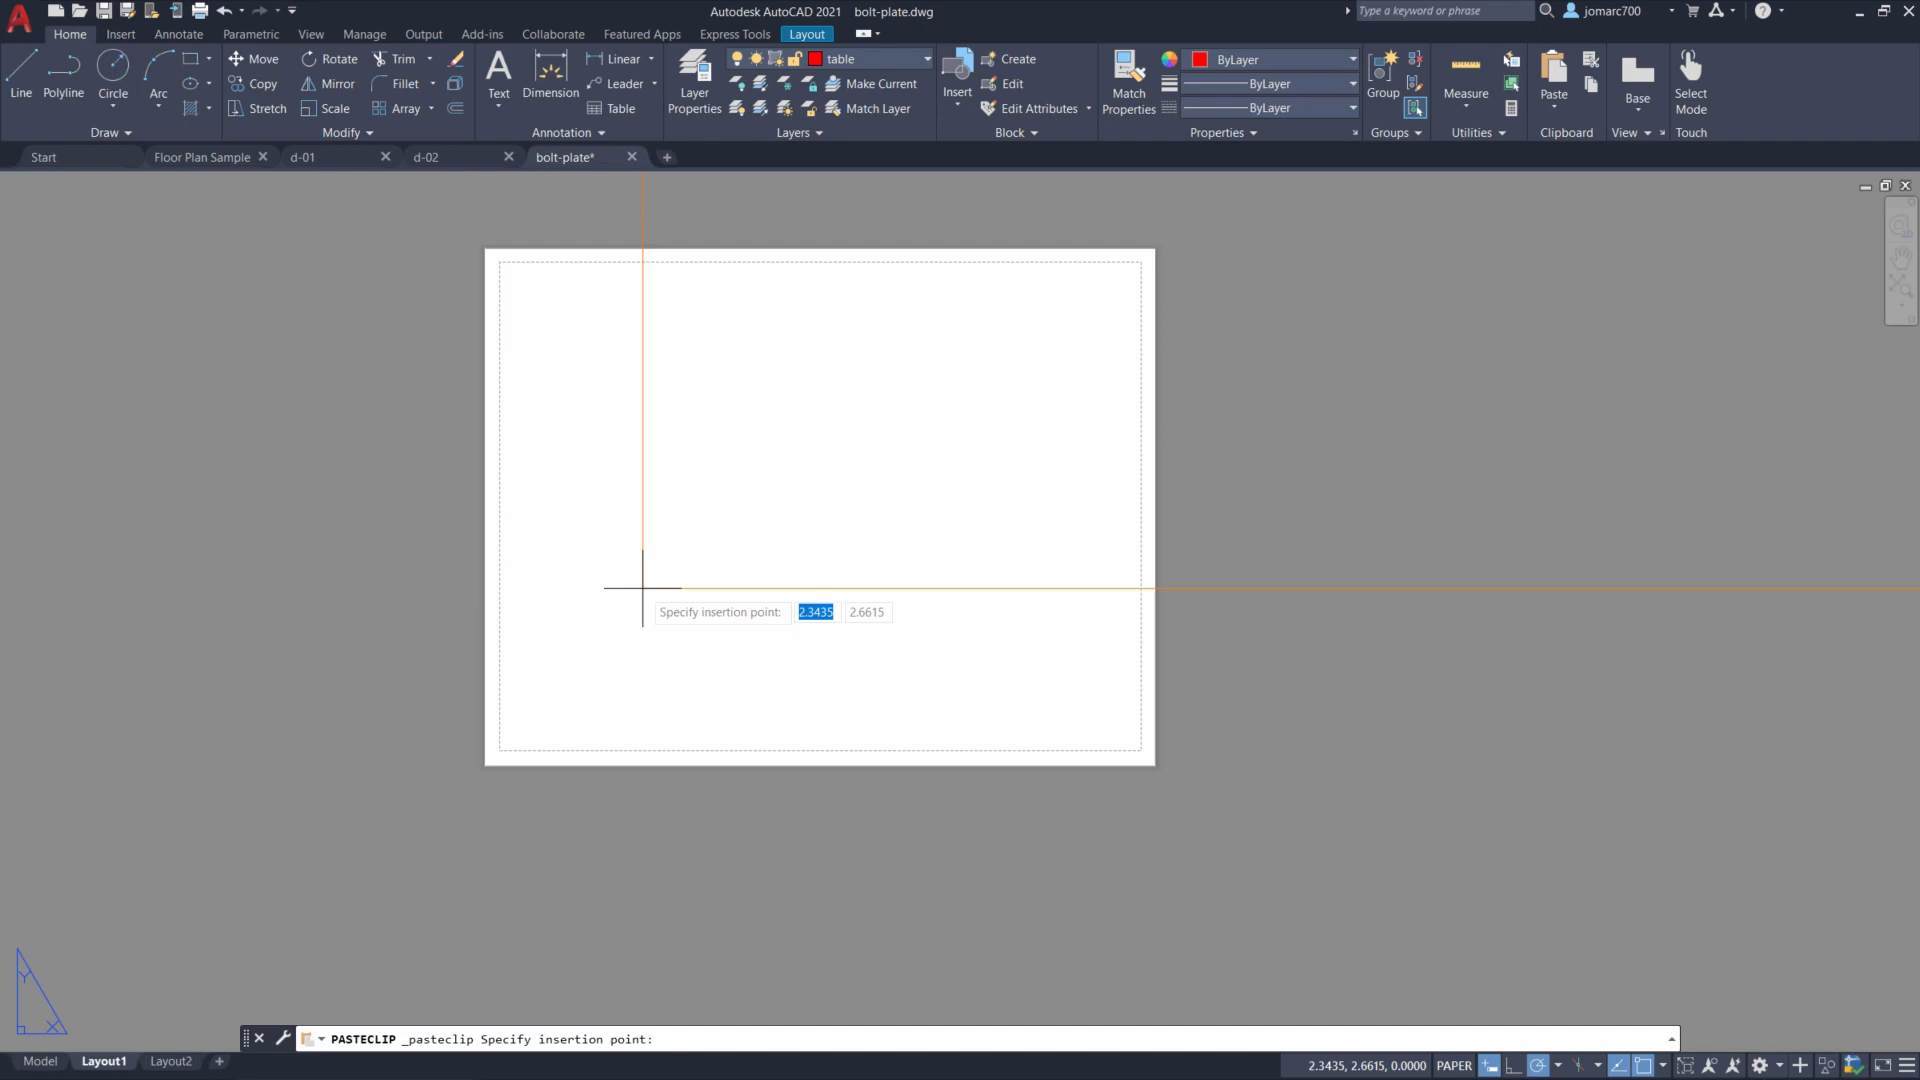 Autodesk AutoCAD 2021 bolt-plate.dwg
Type a keyword or phrase
jomarc700
Home Insert Annotate Parametric View Manage Output Add-ins Collaborate Featured Apps Express Tools Layout
Line Polyline Circle Arc
Draw
Move Rotate Trim
Copy Mirror Fillet
Stretch Scale Array
Modify
Text Dimension
Linear
Leader
Table
Annotation
Layer Properties
table
Make Current
Match Layer
Layers
Insert
Create
Edit
Edit Attributes
Block
Match Properties
ByLayer
ByLayer
ByLayer
Properties
Group
Groups
Measure
Utilities
Paste
Clipboard
Base
View
Select Mode
Touch
Start Floor Plan Sample d-01 d-02 bolt-plate*
Specify insertion point: 2.3435 2.6615
Y
X
PASTECLIP _pasteclip Specify insertion point:
Model Layout1 Layout2
2.3435, 2.6615, 0.0000 PAPER